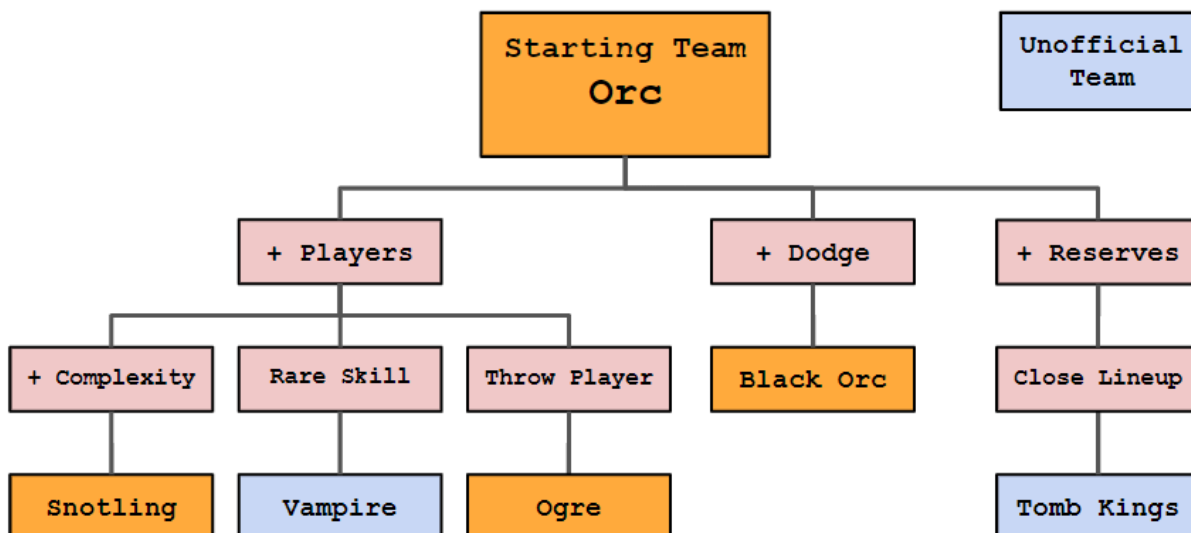 Starting Team
Orc
Unofficial
Team
+ Players
+ Dodge
+ Reserves
+ Complexity
Rare Skill
Throw Player
Black Orc
Close Lineup
Snotling
Vampire
Ogre
Tomb Kings